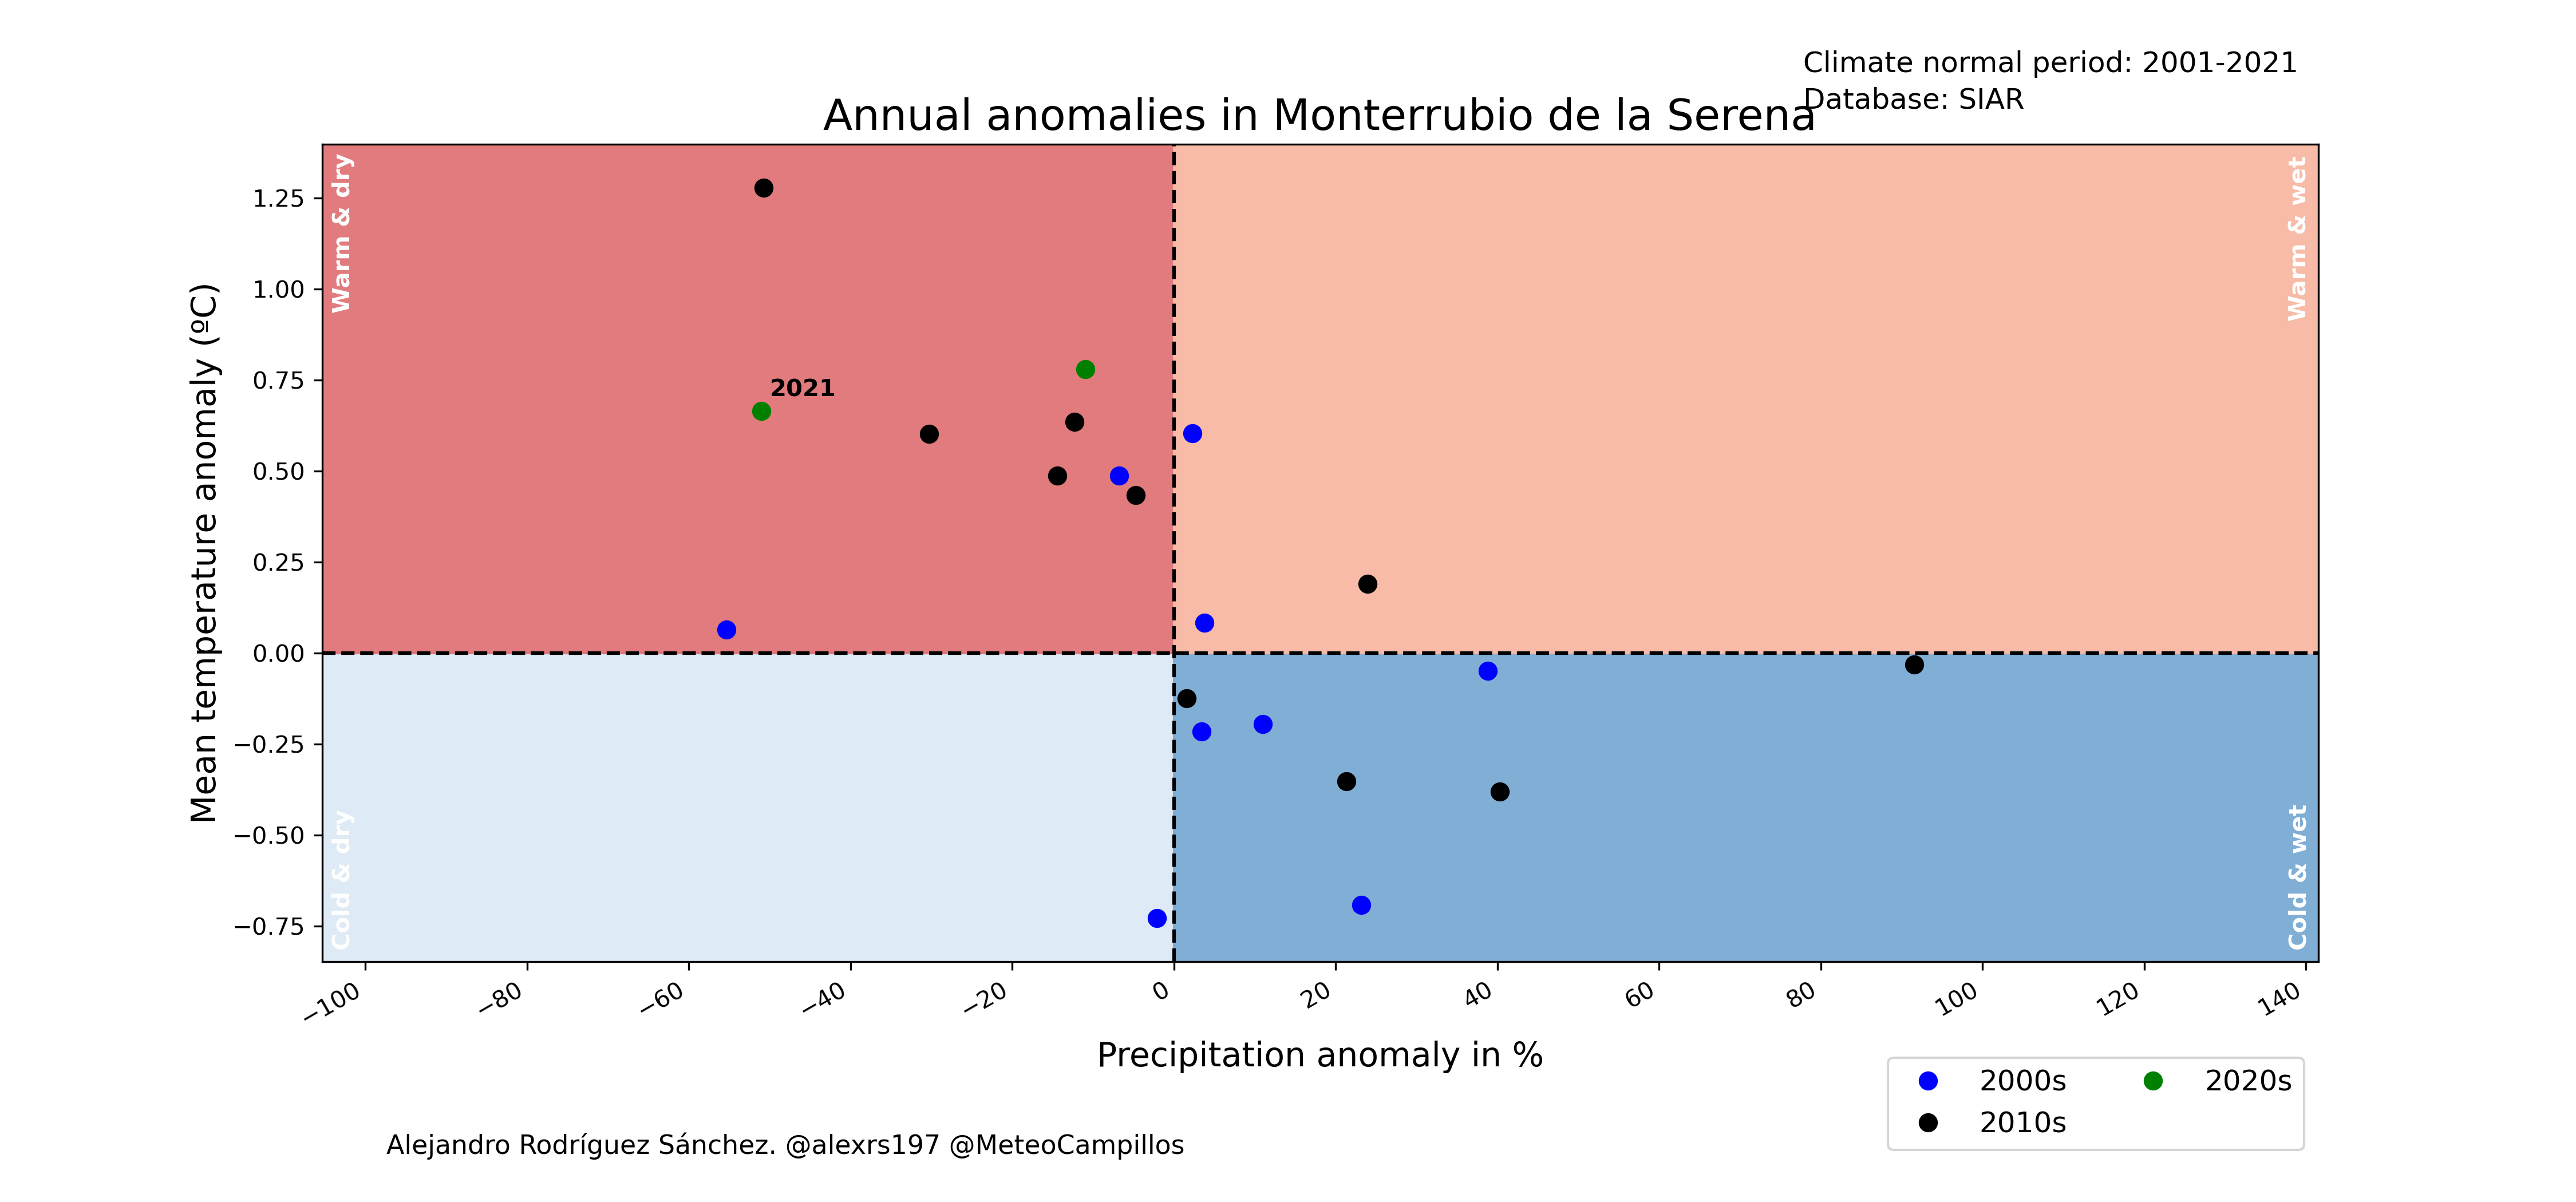 Climate normal period: 2001-2021
Database: SIAR
Annual anomalies in Monterrubio de la Serena
Warm & dry
Warm & wet
1.25
1.00
0.75
0.50
0.25
0.00
−0.25
−0.50
−0.75
Mean temperature anomaly (ºC)
2021
Cold & dry
Cold & wet
−100
−80
−60
−40
−20
0
20
40
60
80
100
120
140
Precipitation anomaly in %
2000s
2010s
2020s
Alejandro Rodríguez Sánchez. @alexrs197 @MeteoCampillos